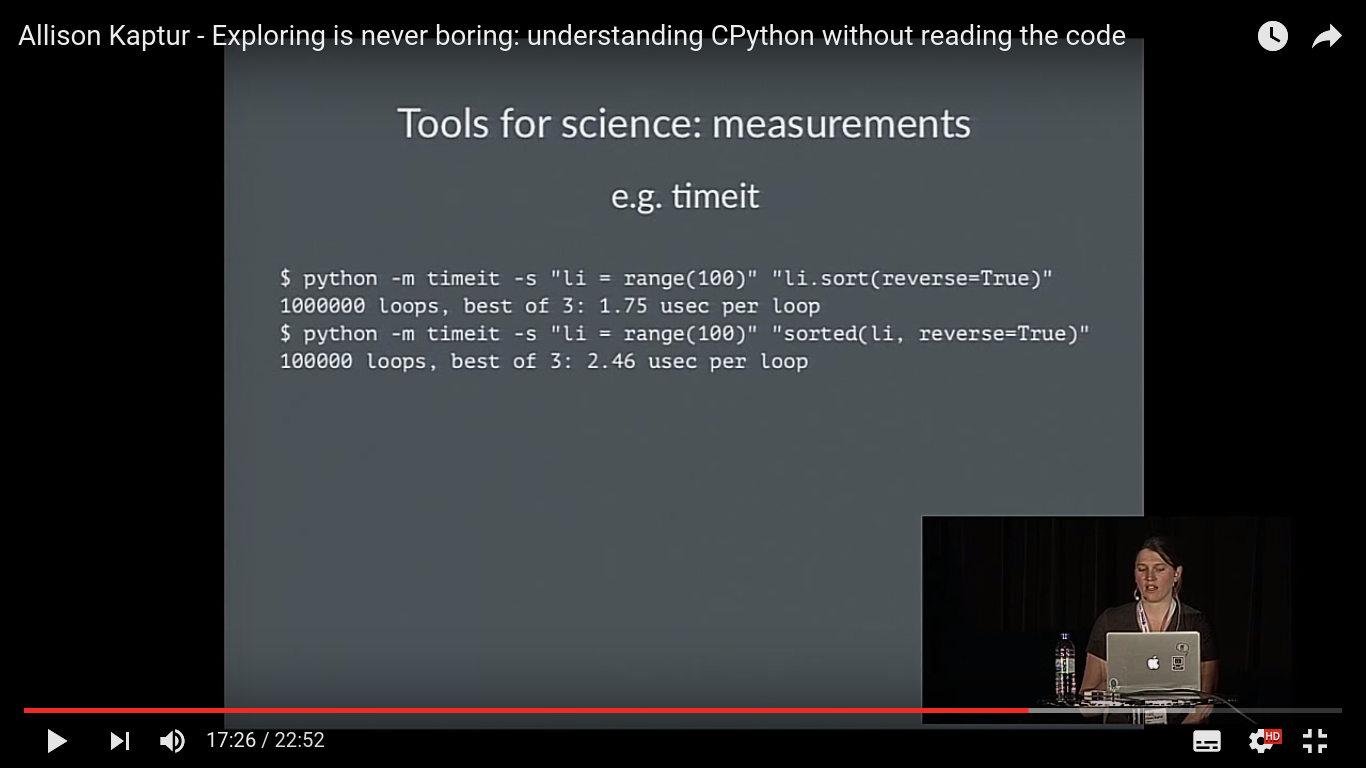 Allison Kaptur - Exploring is never boring: understanding CPython without reading the code
Tools for science: measurements
e.g. timeit
$ python -m timeit -s "li = range(100)" "li.sort(reverse=True)"
1000000 loops, best of 3: 1.75 usec per loop
$ python -m timeit -s "li = range(100)" "sorted(li, reverse=True)"
100000 loops, best of 3: 2.46 usec per loop
17:26 / 22:52
HD